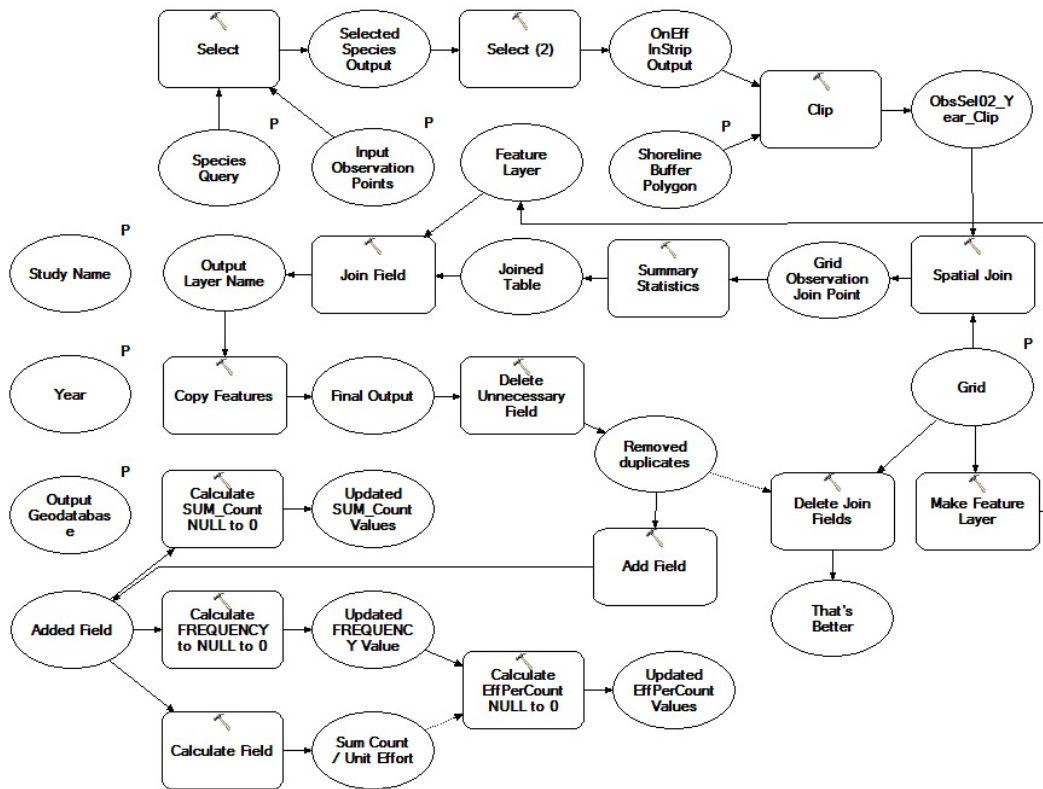 Select
Selected
Species
Output
Select (2)
OnEff
InStrip
Output
Clip
ObsSel02_Y
ear_Clip
P
Species
Query
P
Input
Observation
Points
Feature
Layer
P
Shoreline
Buffer
Polygon
P
Study Name
Output
Layer Name
Join Field
Joined
Table
Summary
Statistics
Grid
Observation
Join Point
Spatial Join
P
Year
Copy Features
Final Output
Delete
Unnecessary
Field
Removed
duplicates
P
Grid
P
Output
Geodatabas
e
Calculate
SUM_Count
NULL to 0
Updated
SUM_Count
Values
Add Field
Delete Join
Fields
Make Feature
Layer
Added Field
Calculate
FREQUENCY
to NULL to 0
Updated
FREQUENC
Y Value
Calculate
EffPerCount
NULL to 0
Updated
EffPerCount
Values
That's
Better
Calculate Field
Sum Count
/ Unit Effort